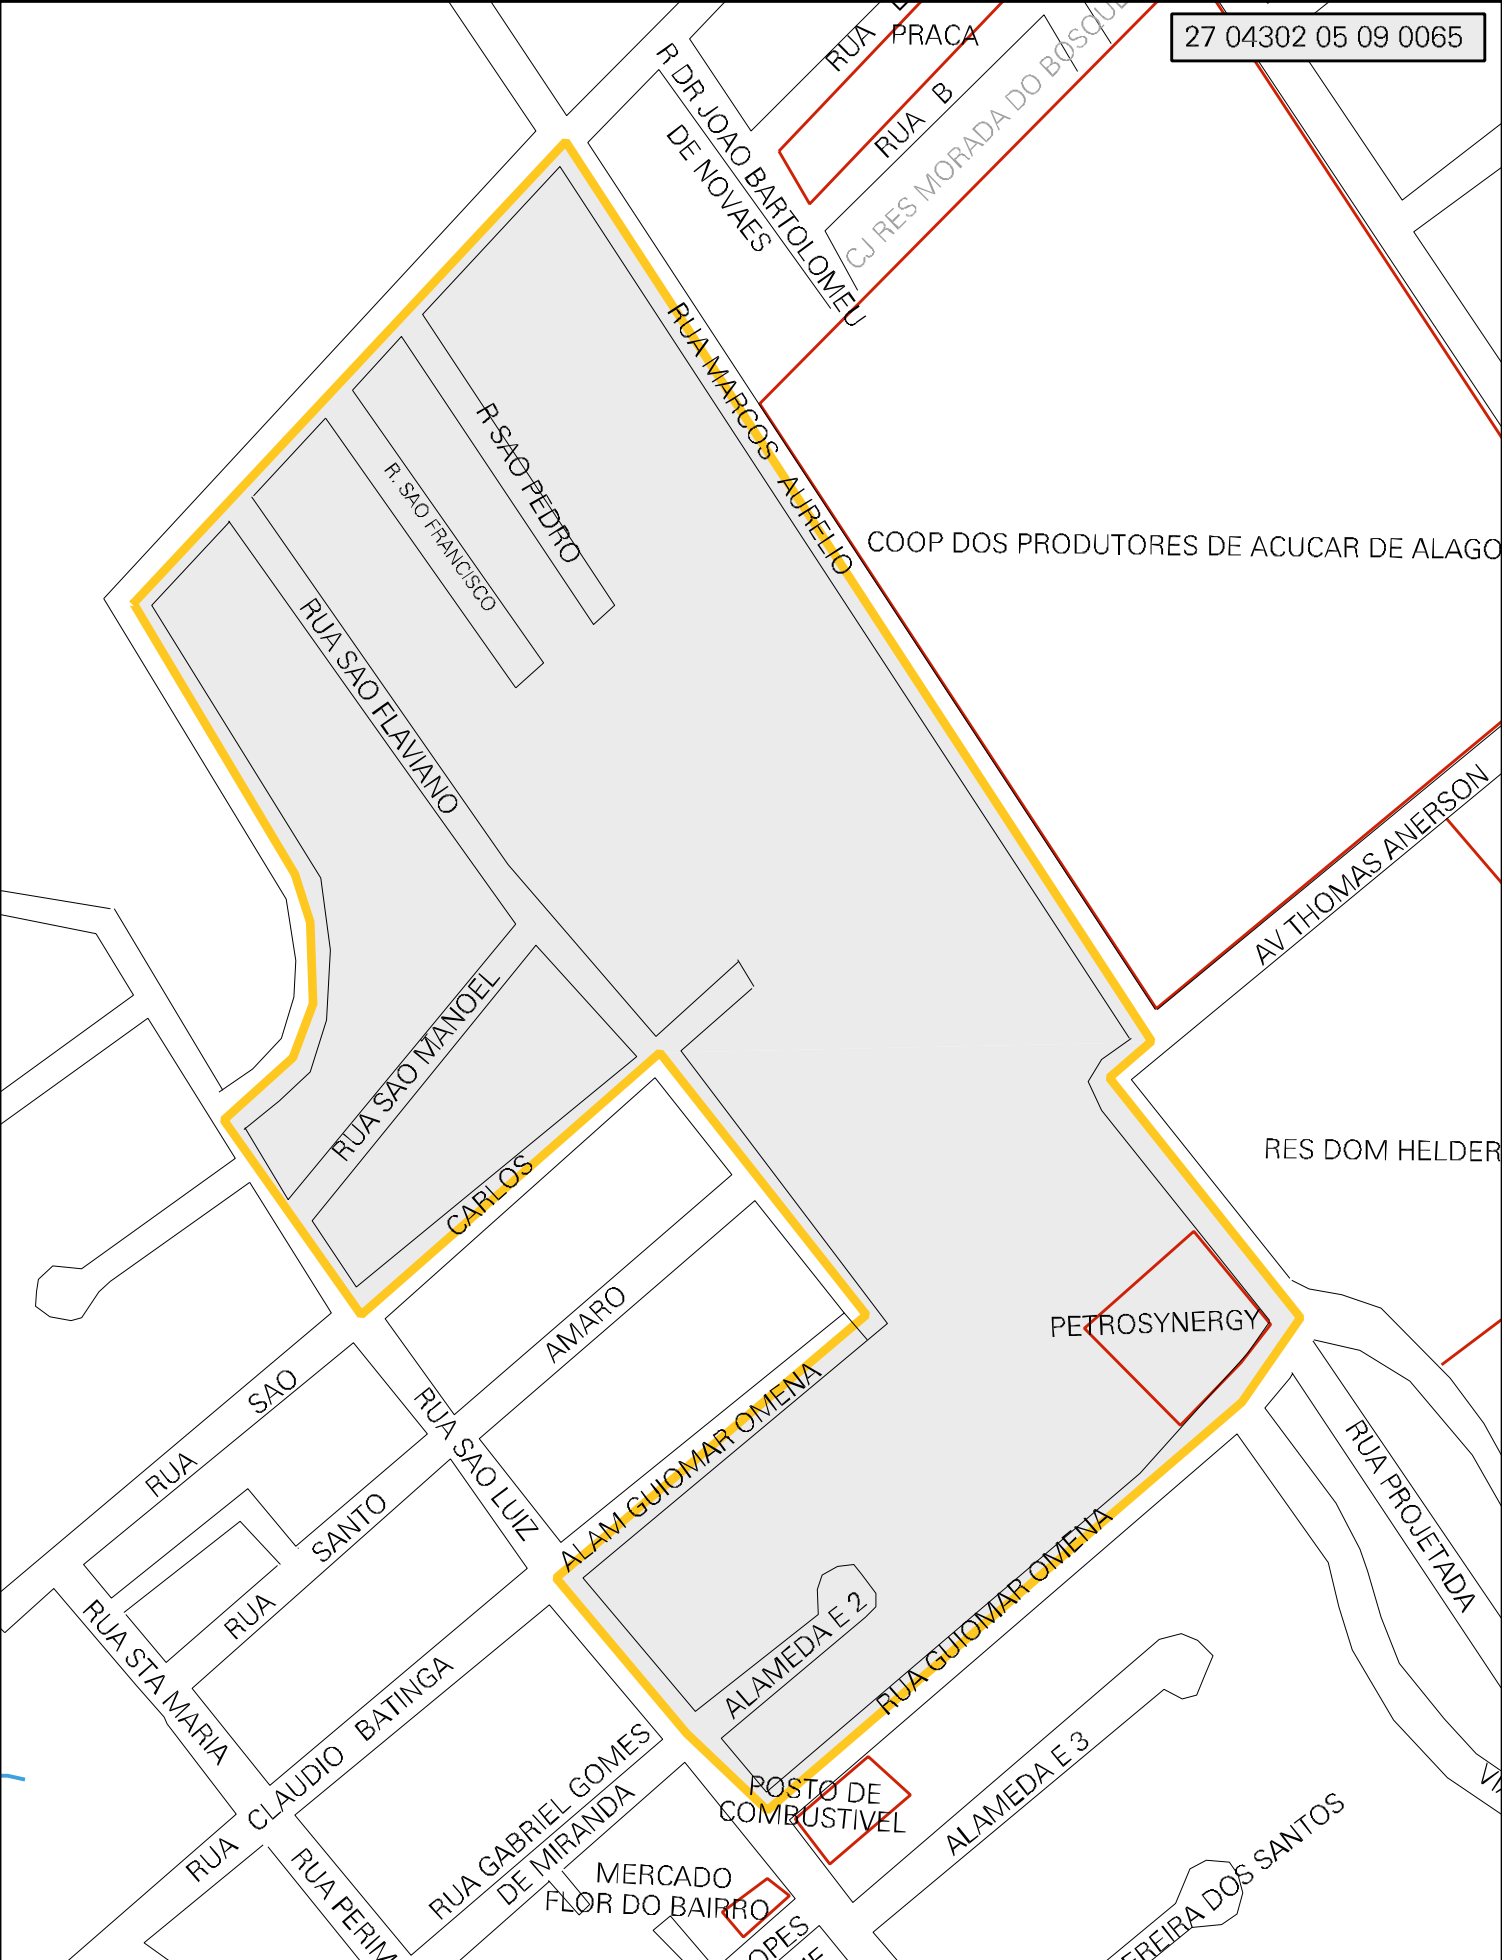 27 04302 05 09 0065
PRACA
RUA
RUA B
CJ RES MORADA DO BOSQUE
R DR JOAO BARTOLOMEU
DE NOVAES
RUA MARCOS AURELIO
R SAO PEDRO
R. SAO FRANCISCO
COOP DOS PRODUTORES DE ACUCAR DE ALAGO
RUA SAO FLAVIANO
AV THOMAS ANERSON
RUA SAO MANOEL
RES DOM HELDER
CARLOS
AMARO
PETROSYNERGY
RUA SAO
RUA SAO LUIZ
ALAM GUIOMAR OMENA
RUA PROJETADA
RUA SANTO
RUA GUIOMAR OMENA
ALAMEDA E 2
RUA STA MARIA
RUA CLAUDIO BATINGA
RUA GABRIEL GOMES
DE MIRANDA
POSTO DE
COMBUSTIVEL
ALAMEDA E 3
RUA PERIM
MERCADO
FLOR DO BAIRRO
OPES
EREIRA DOS SANTOS